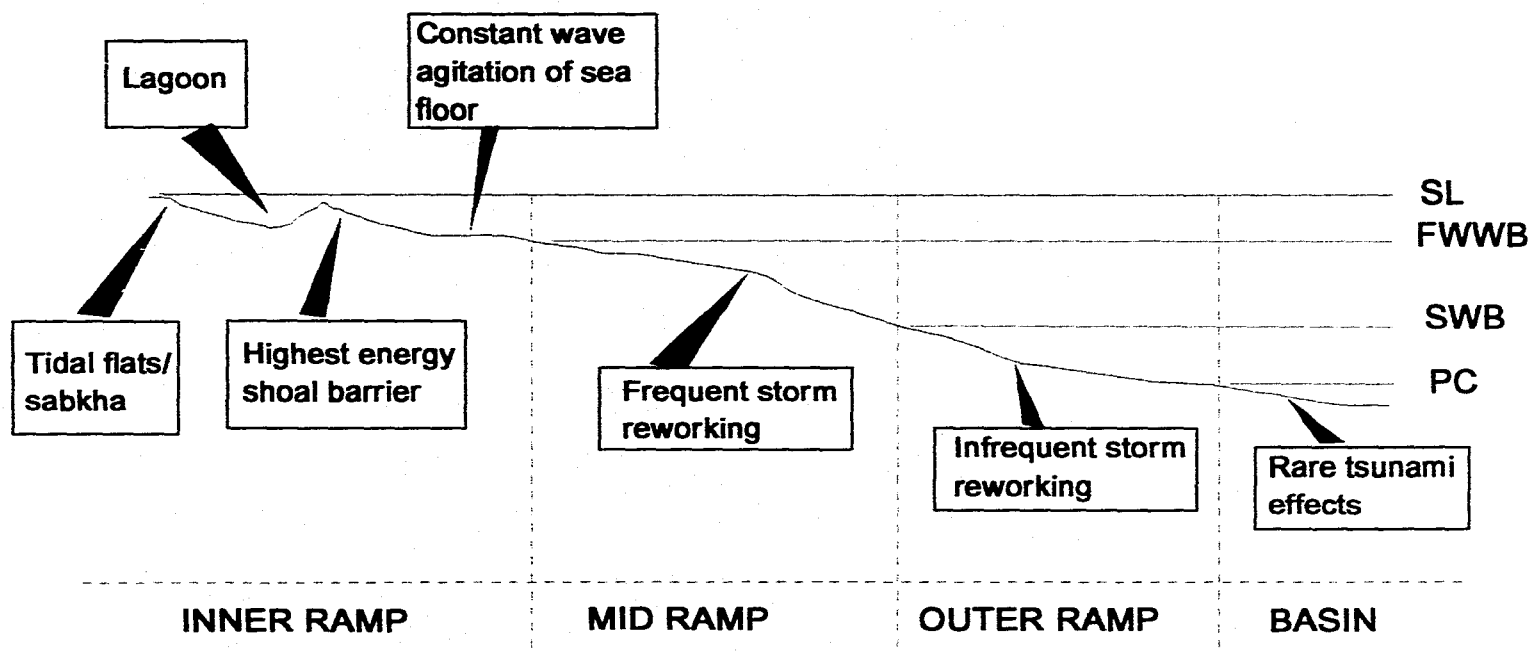 Lagoon
Constant wave
agitation of sea
floor
SL
FWWB
SWB
PC
Tidal flats/
sabkha
Highest energy
shoal barrier
Frequent storm
reworking
Infrequent storm
reworking
Rare tsunami
effects
INNER RAMP
MID RAMP
OUTER RAMP
BASIN